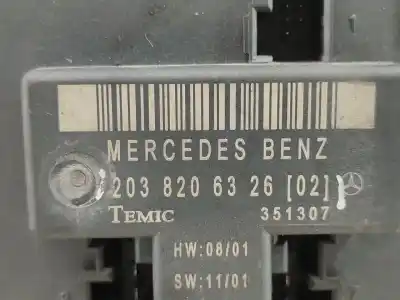 MERCEDES BENZ
203 820 63 26 [02]
TEMIC 351307
HW:08/01
SW:11/01